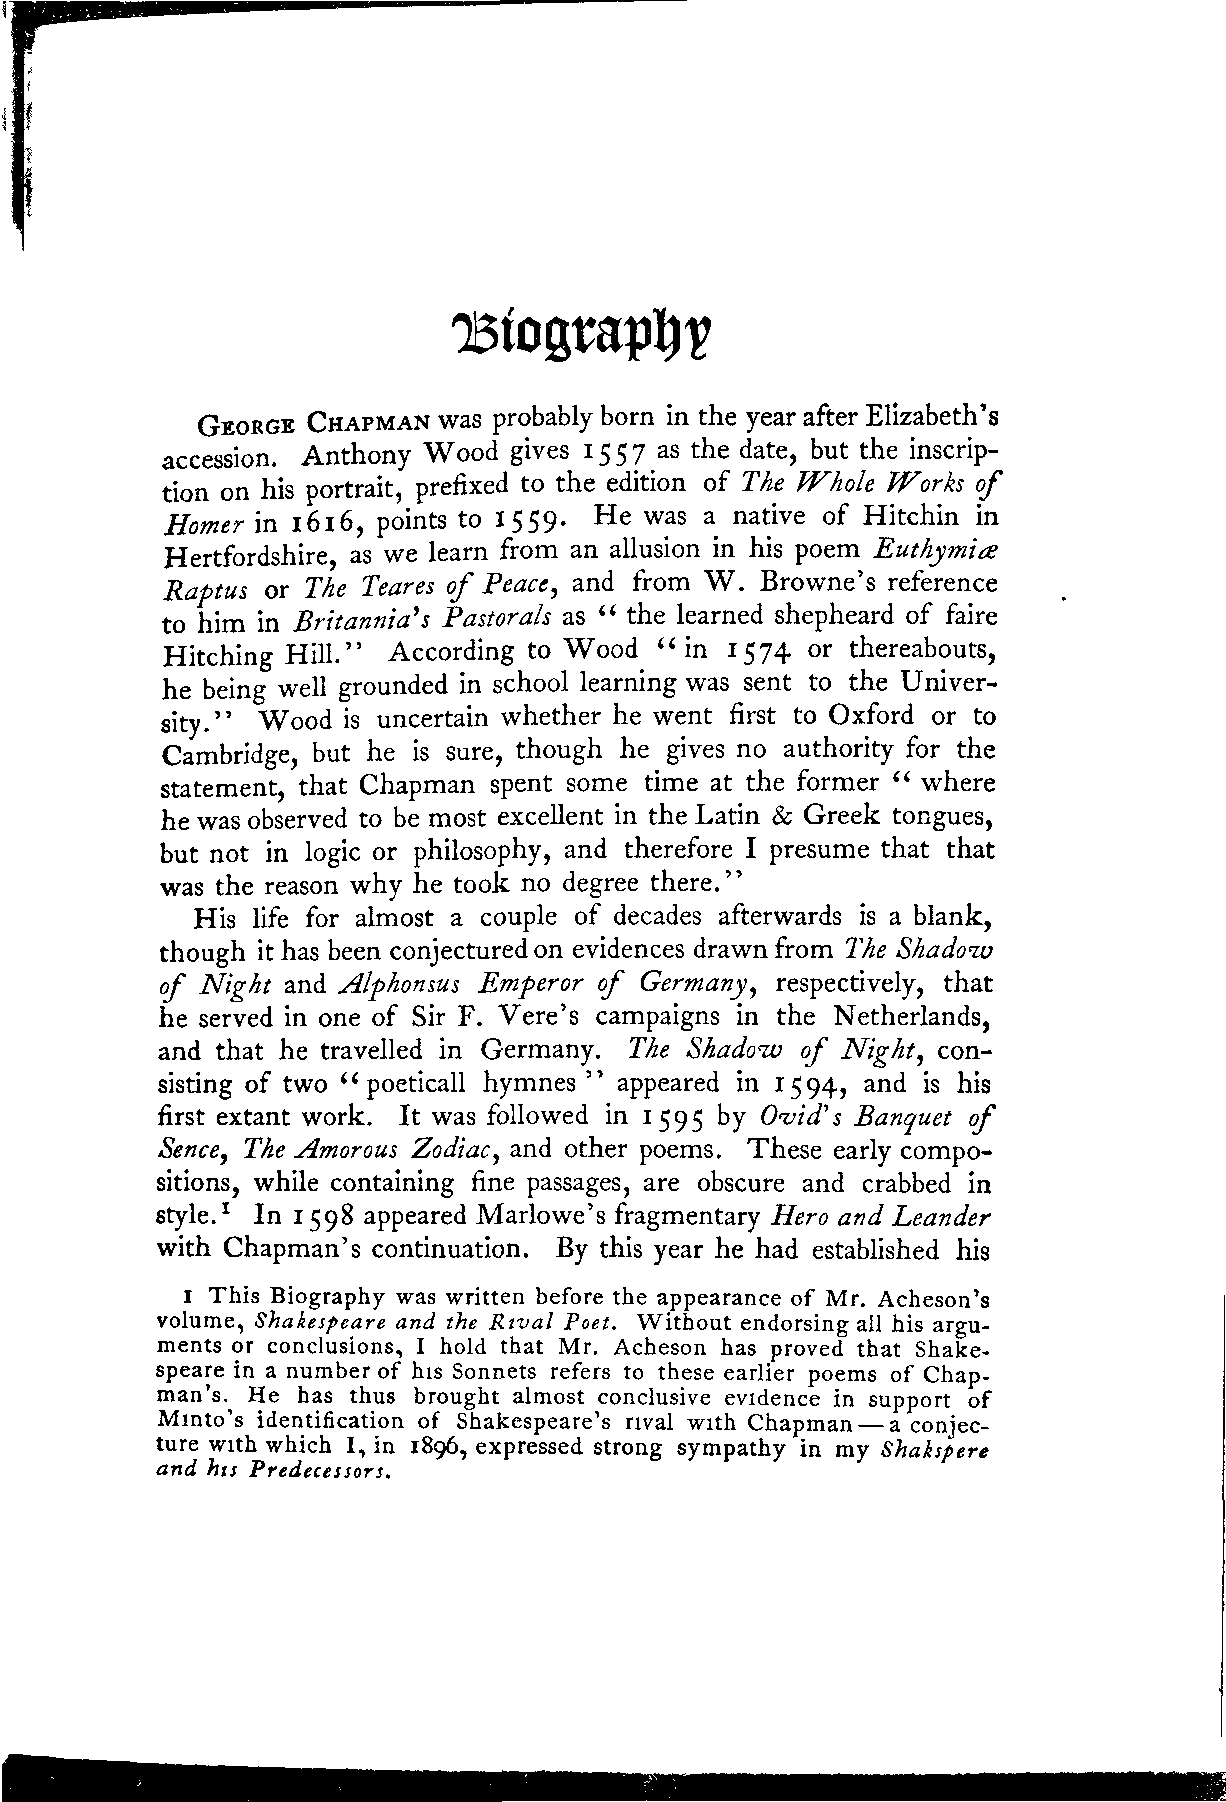 Biography
GEORGE CHAPMAN was probably born in the year after Elizabeth's
accession. Anthony Wood gives 1557 as the date, but the inscrip-
tion on his portrait, prefixed to the edition of The Whole Works of
Homer in 1616, points to 1559. He was a native of Hitchin in
Hertfordshire, as we learn from an allusion in his poem Euthymiæ
Raptus or The Teares of Peace, and from W. Browne's reference
to him in Britannia's Pastorals as "the learned shepheard of faire
Hitching Hill." According to Wood "in 1574 or thereabouts,
he being well grounded in school learning was sent to the Univer-
sity." Wood is uncertain whether he went first to Oxford or to
Cambridge, but he is sure, though he gives no authority for the
statement, that Chapman spent some time at the former "where
he was observed to be most excellent in the Latin & Greek tongues,
but not in logic or philosophy, and therefore I presume that that
was the reason why he took no degree there."
His life for almost a couple of decades afterwards is a blank,
though it has been conjectured on evidences drawn from The Shadow
of Night and Alphonsus Emperor of Germany, respectively, that
he served in one of Sir F. Vere's campaigns in the Netherlands,
and that he travelled in Germany. The Shadow of Night, con-
sisting of two "poeticall hymnes" appeared in 1594, and is his
first extant work. It was followed in 1595 by Ovid's Banquet of
Sence, The Amorous Zodiac, and other poems. These early compo-
sitions, while containing fine passages, are obscure and crabbed in
style.¹ In 1598 appeared Marlowe's fragmentary Hero and Leander
with Chapman's continuation. By this year he had established his
1 This Biography was written before the appearance of Mr. Acheson's
volume, Shakespeare and the Rival Poet. Without endorsing all his argu-
ments or conclusions, I hold that Mr. Acheson has proved that Shake-
speare in a number of his Sonnets refers to these earlier poems of Chap-
man's. He has thus brought almost conclusive evidence in support of
Minto's identification of Shakespeare's rival with Chapman — a conjec-
ture with which I, in 1896, expressed strong sympathy in my Shakspere
and his Predecessors.